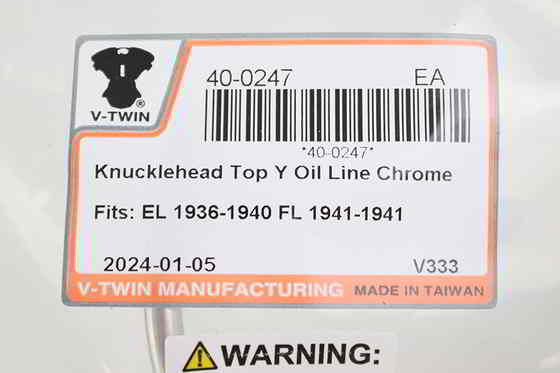 40-0247 EA
V-TWIN ®
*40-0247*
Knucklehead Top Y Oil Line Chrome
Fits: EL 1936-1940 FL 1941-1941
2024-01-05 V333
V-TWIN MANUFACTURING MADE IN TAIWAN
WARNING: